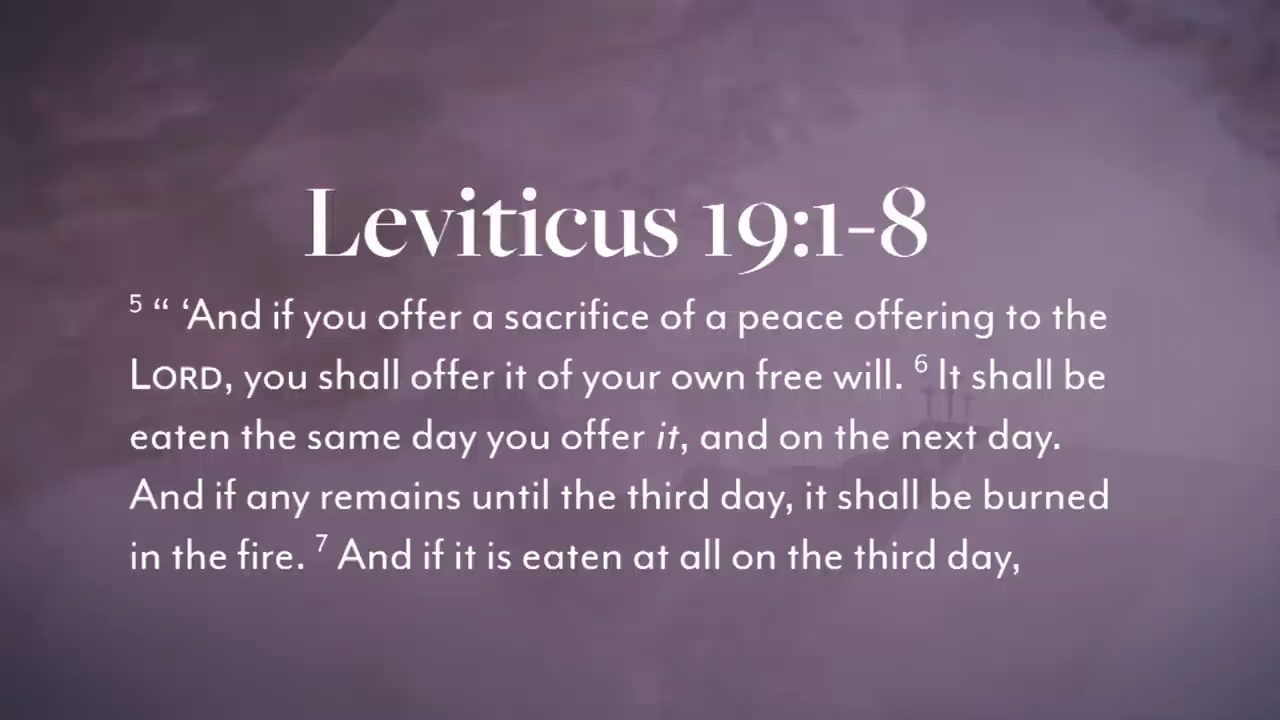 Leviticus 19:1-8
5 “ ‘And if you offer a sacrifice of a peace offering to the
LORD, you shall offer it of your own free will. 6 It shall be
eaten the same day you offer it, and on the next day.
And if any remains until the third day, it shall be burned
in the fire. 7 And if it is eaten at all on the third day,